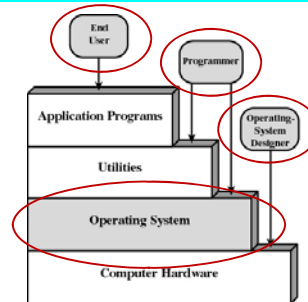 End
User
Programmer
Operating-
System
Designer
Application Programs
Utilities
Operating System
Computer Hardware